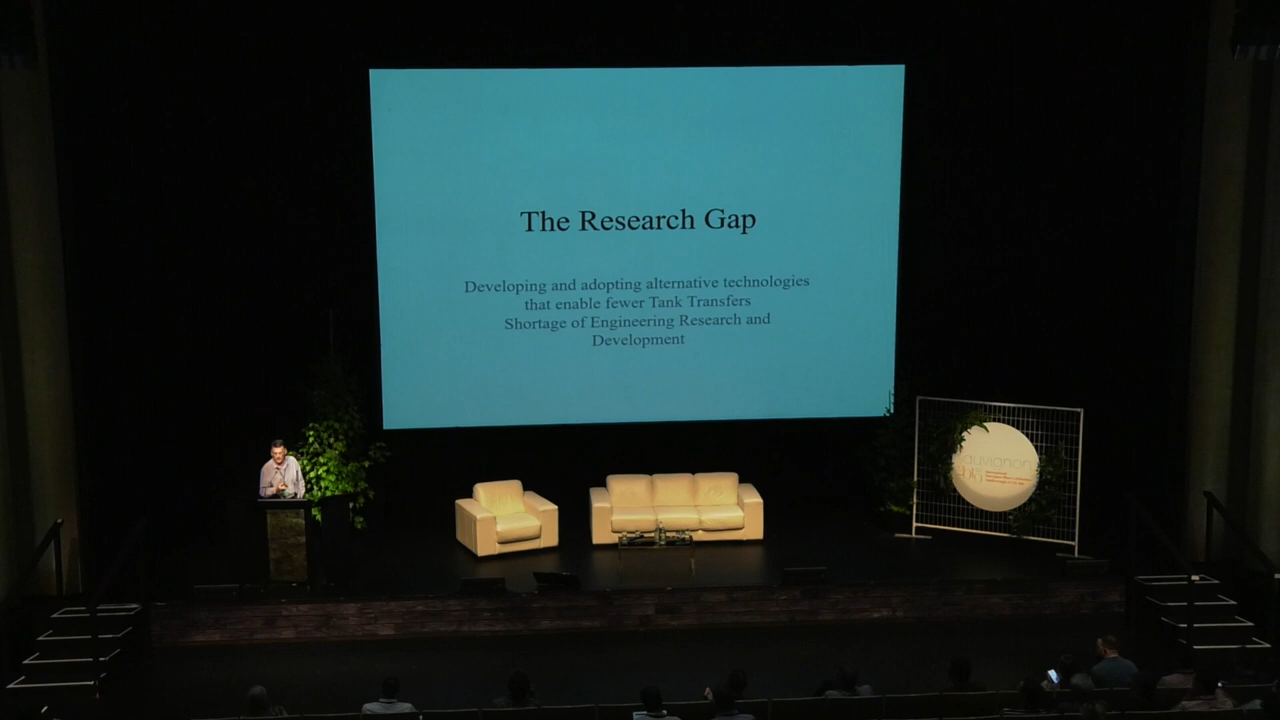 The Research Gap
Developing and adopting alternative technologies
that enable fewer Tank Transfers
Shortage of Engineering Research and
Development
auvignon